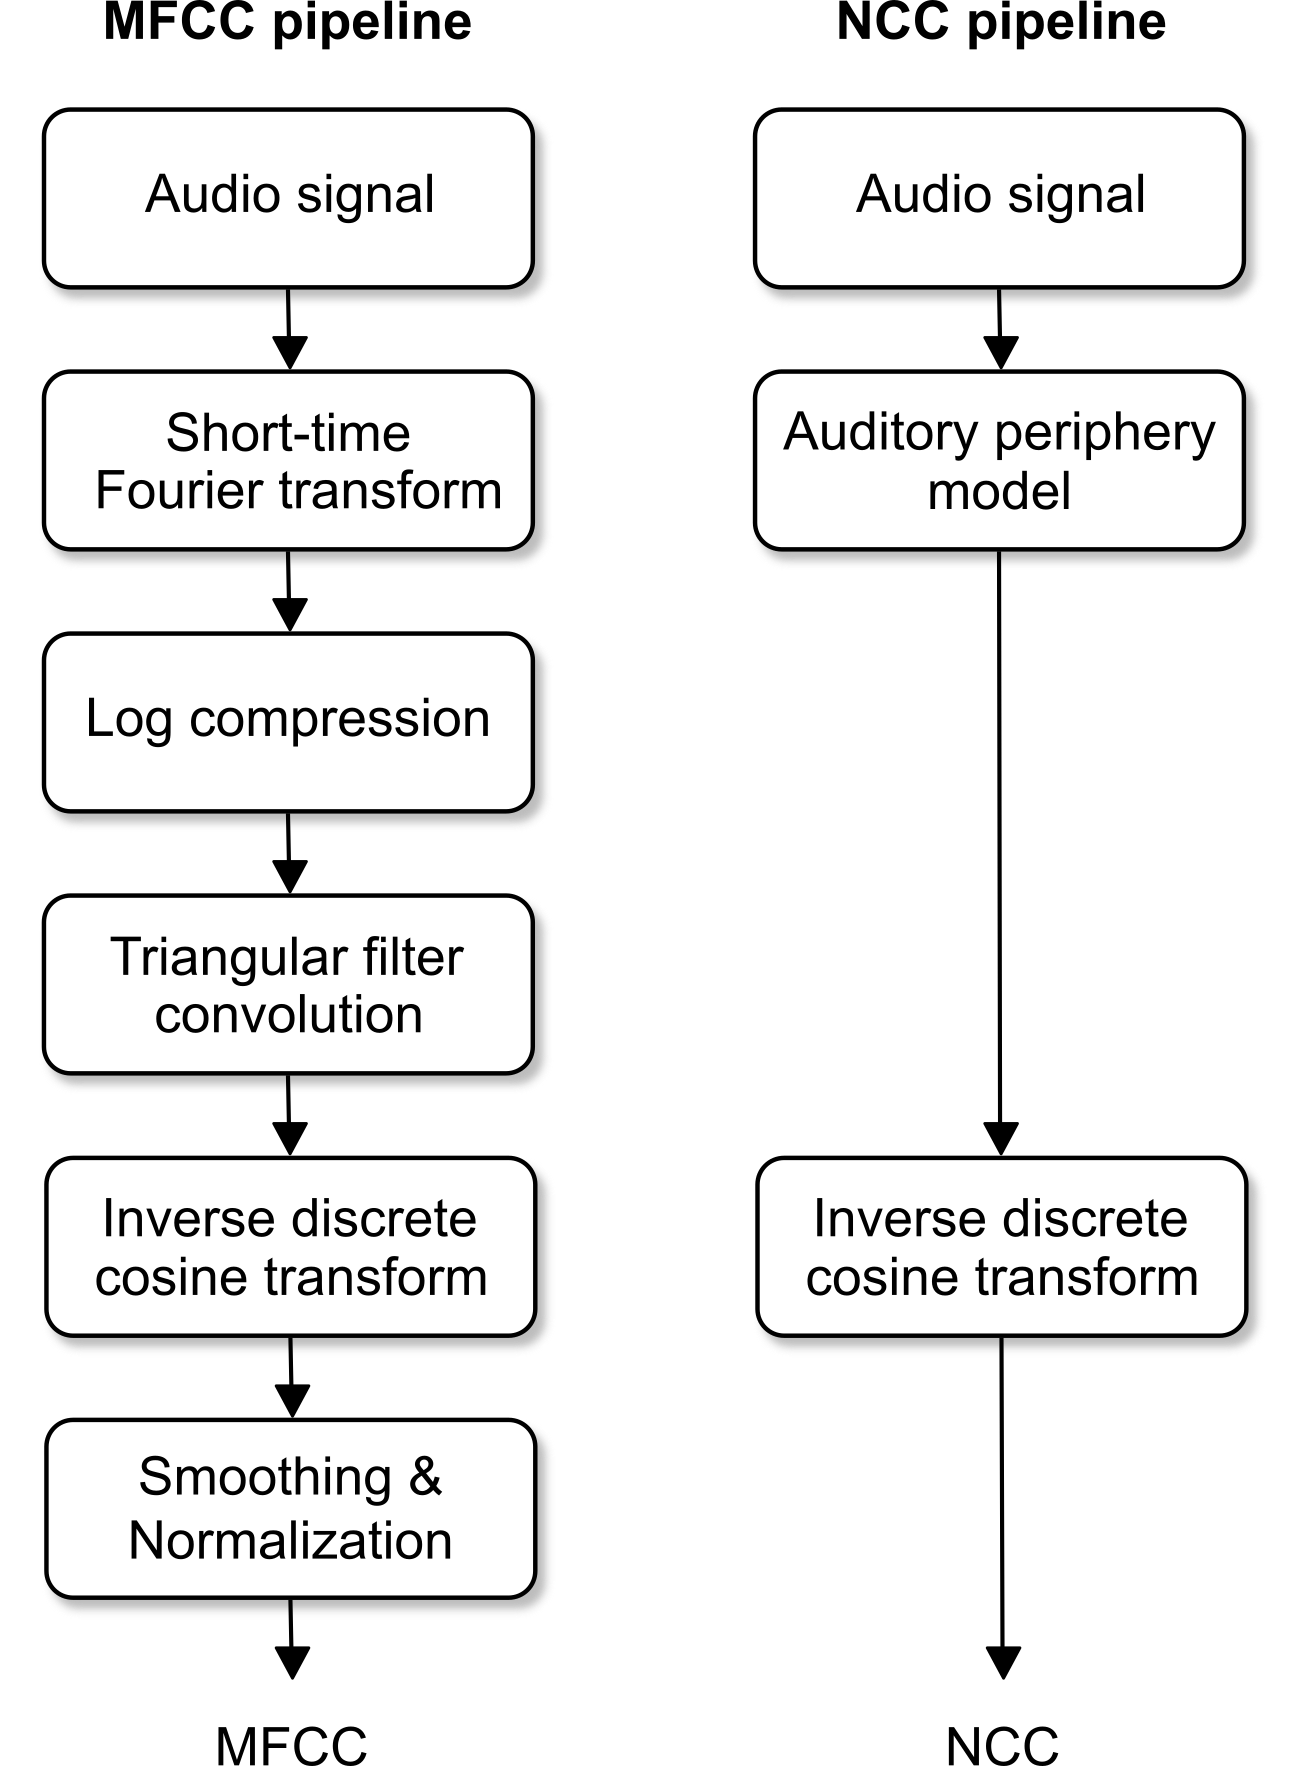 MFCC pipeline
Audio signal
Short-time
Fourier transform
Log compression
Triangular filter
convolution
Inverse discrete
cosine transform
Smoothing &
Normalization
MFCC
NCC pipeline
Audio signal
Auditory periphery
model
Inverse discrete
cosine transform
NCC